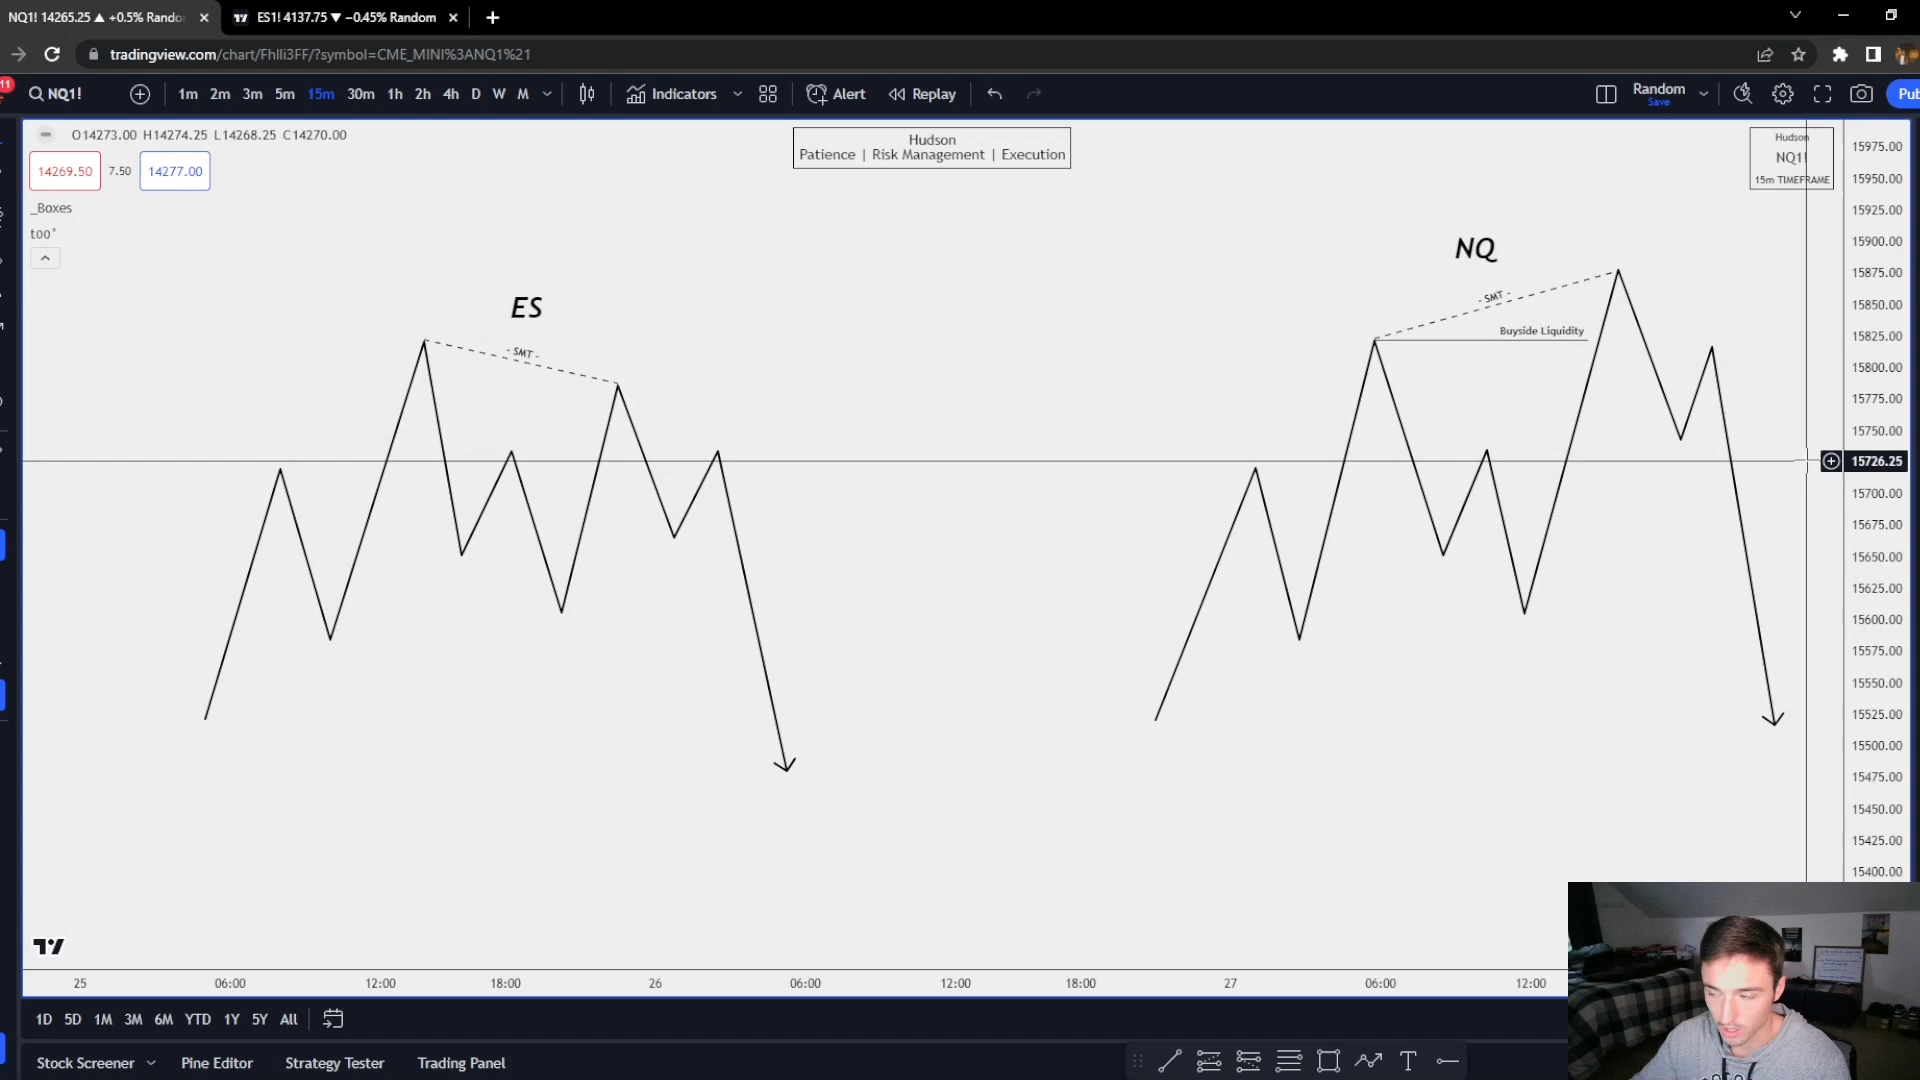 NQ1! 14265.25 ▲ +0.5% Rando
ES1! 4137.75 ▼ −0.45% Random
tradingview.com/chart/FhIli3FF/?symbol=CME_MINI%3ANQ1%21
11
NQ1! 1m 2m 3m 5m 15m 30m 1h 2h 4h D W M Indicators Alert Replay Random
Save
Pub
O14273.00 H14274.25 L14268.25 C14270.00
14269.50 7.50 14277.00
_Boxes
too°
Hudson
Patience | Risk Management | Execution
Hudson
NQ1!
15m TIMEFRAME
ES
- SMT -
NQ
- SMT -
Buyside Liquidity
15975.00
15950.00
15925.00
15900.00
15875.00
15850.00
15825.00
15800.00
15775.00
15750.00
15726.25
15700.00
15675.00
15650.00
15625.00
15600.00
15575.00
15550.00
15525.00
15500.00
15475.00
15450.00
15425.00
15400.00
25 06:00 12:00 18:00 26 06:00 12:00 18:00 27 06:00 12:00
1D 5D 1M 3M 6M YTD 1Y 5Y All
Stock Screener Pine Editor Strategy Tester Trading Panel